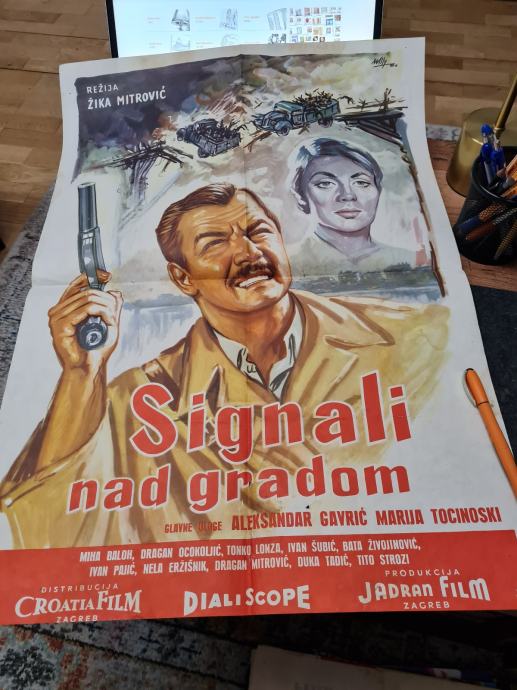 REŽIJA
ŽIKA MITROVIĆ
Signali
nad gradom
GLAVNE ULOGE ALEKSANDAR GAVRIĆ MARIJA TOCINOSKI
MIHA BALOH, DRAGAN OCOKOLJIĆ, TONKO LONZA, IVAN ŠUBIĆ, BATA ŽIVOJINOVIĆ,
IVAN PAJIĆ, NELA ERŽIŠNIK, DRAGAN MITROVIĆ, DUKA TADIĆ, TITO STROZI
DISTRIBUCIJA
CROATIA FILM
ZAGREB
DIALISCOPE
PRODUKCIJA
JADRAN FILM
ZAGREB